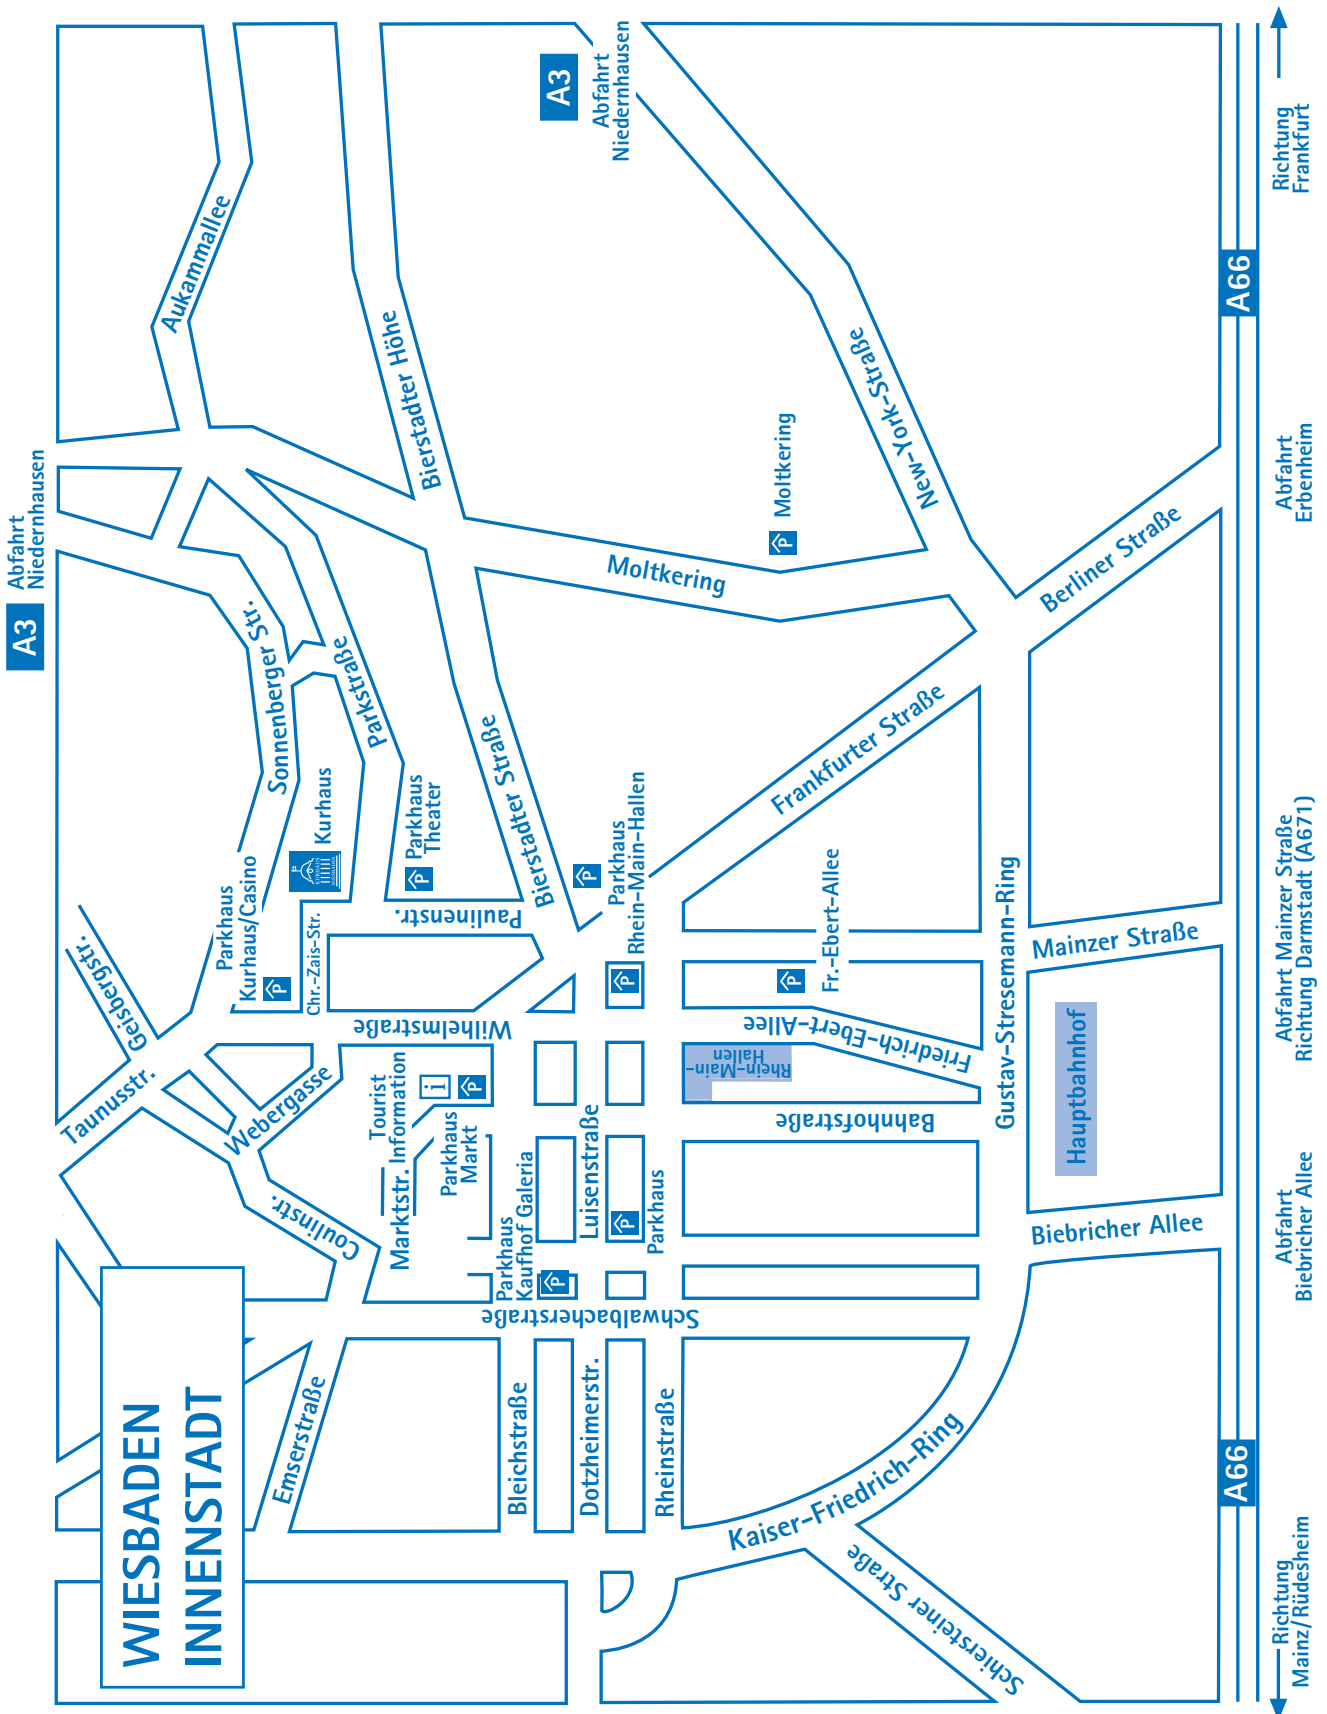 WIESBADEN
INNENSTADT
A3
Abfahrt
Niedernhausen
A3
Abfahrt
Niedernhausen
Aukammallee
Bierstadter Höhe
New-York-Straße
Moltkering
Moltkering
Berliner Straße
Sonnenberger Str.
Parkstraße
Bierstadter Straße
Frankfurter Straße
Geisbergstr.
Taunusstr.
Parkhaus
Kurhaus/Casino
Kurhaus
Parkhaus
Theater
Chr.-Zais-Str.
Paulinenstr.
Parkhaus
Rhein-Main-Hallen
Fr.-Ebert-Allee
Gustav-Stresemann-Ring
Mainzer Straße
Wilhelmstraße
Friedrich-Ebert-Allee
Rhein-Main-
Hallen
Bahnhofstraße
Hauptbahnhof
Webergasse
Coulinstr.
Tourist
Information
i
Marktstr.
Parkhaus
Markt
Parkhaus
Kaufhof Galeria
Luisenstraße
Parkhaus
Biebricher Allee
Schwalbacherstraße
Emserstraße
Bleichstraße
Dotzheimerstr.
Rheinstraße
Kaiser-Friedrich-Ring
Schiersteiner Straße
P
P
P
P
P
P
P
P
P
A66
A66
Richtung
Mainz/Rüdesheim
Abfahrt
Biebricher Allee
Abfahrt Mainzer Straße
Richtung Darmstadt (A671)
Abfahrt
Erbenheim
Richtung
Frankfurt